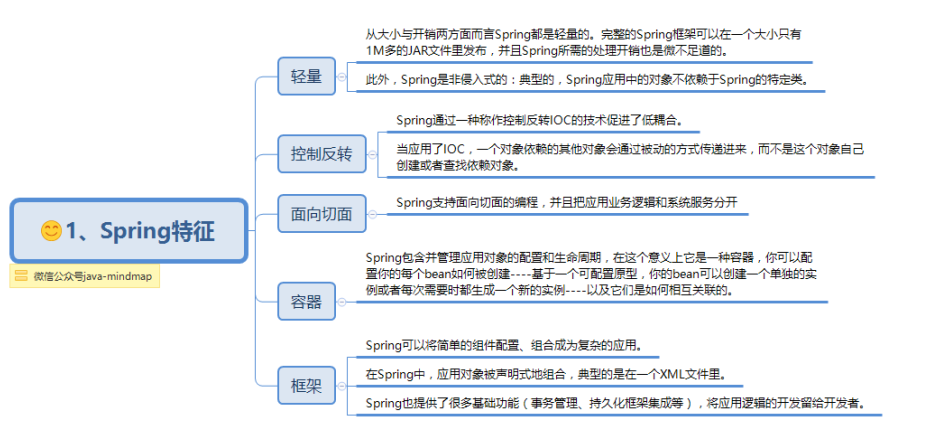 从大小与开销两方面而言Spring都是轻量的。完整的Spring框架可以在一个大小只有
1M多的JAR文件里发布，并且Spring所需的处理开销也是微不足道的。
轻量
此外，Spring是非侵入式的：典型的，Spring应用中的对象不依赖于Spring的特定类。
Spring通过一种称作控制反转IOC的技术促进了低耦合。
控制反转
当应用了IOC，一个对象依赖的其他对象会通过被动的方式传递进来，而不是这个对象自己
创建或者查找依赖对象。
面向切面
Spring支持面向切面的编程，并且把应用业务逻辑和系统服务分开
1、Spring特征
微信公众号java-mindmap
Spring包含并管理应用对象的配置和生命周期，在这个意义上它是一种容器，你可以配
置你的每个bean如何被创建----基于一个可配置原型，你的bean可以创建一个单独的实
例或者每次需要时都生成一个新的实例----以及它们是如何相互关联的。
容器
Spring可以将简单的组件配置、组合成为复杂的应用。
框架
在Spring中，应用对象被声明式地组合，典型的是在一个XML文件里。
Spring也提供了很多基础功能（事务管理、持久化框架集成等），将应用逻辑的开发留给开发者。